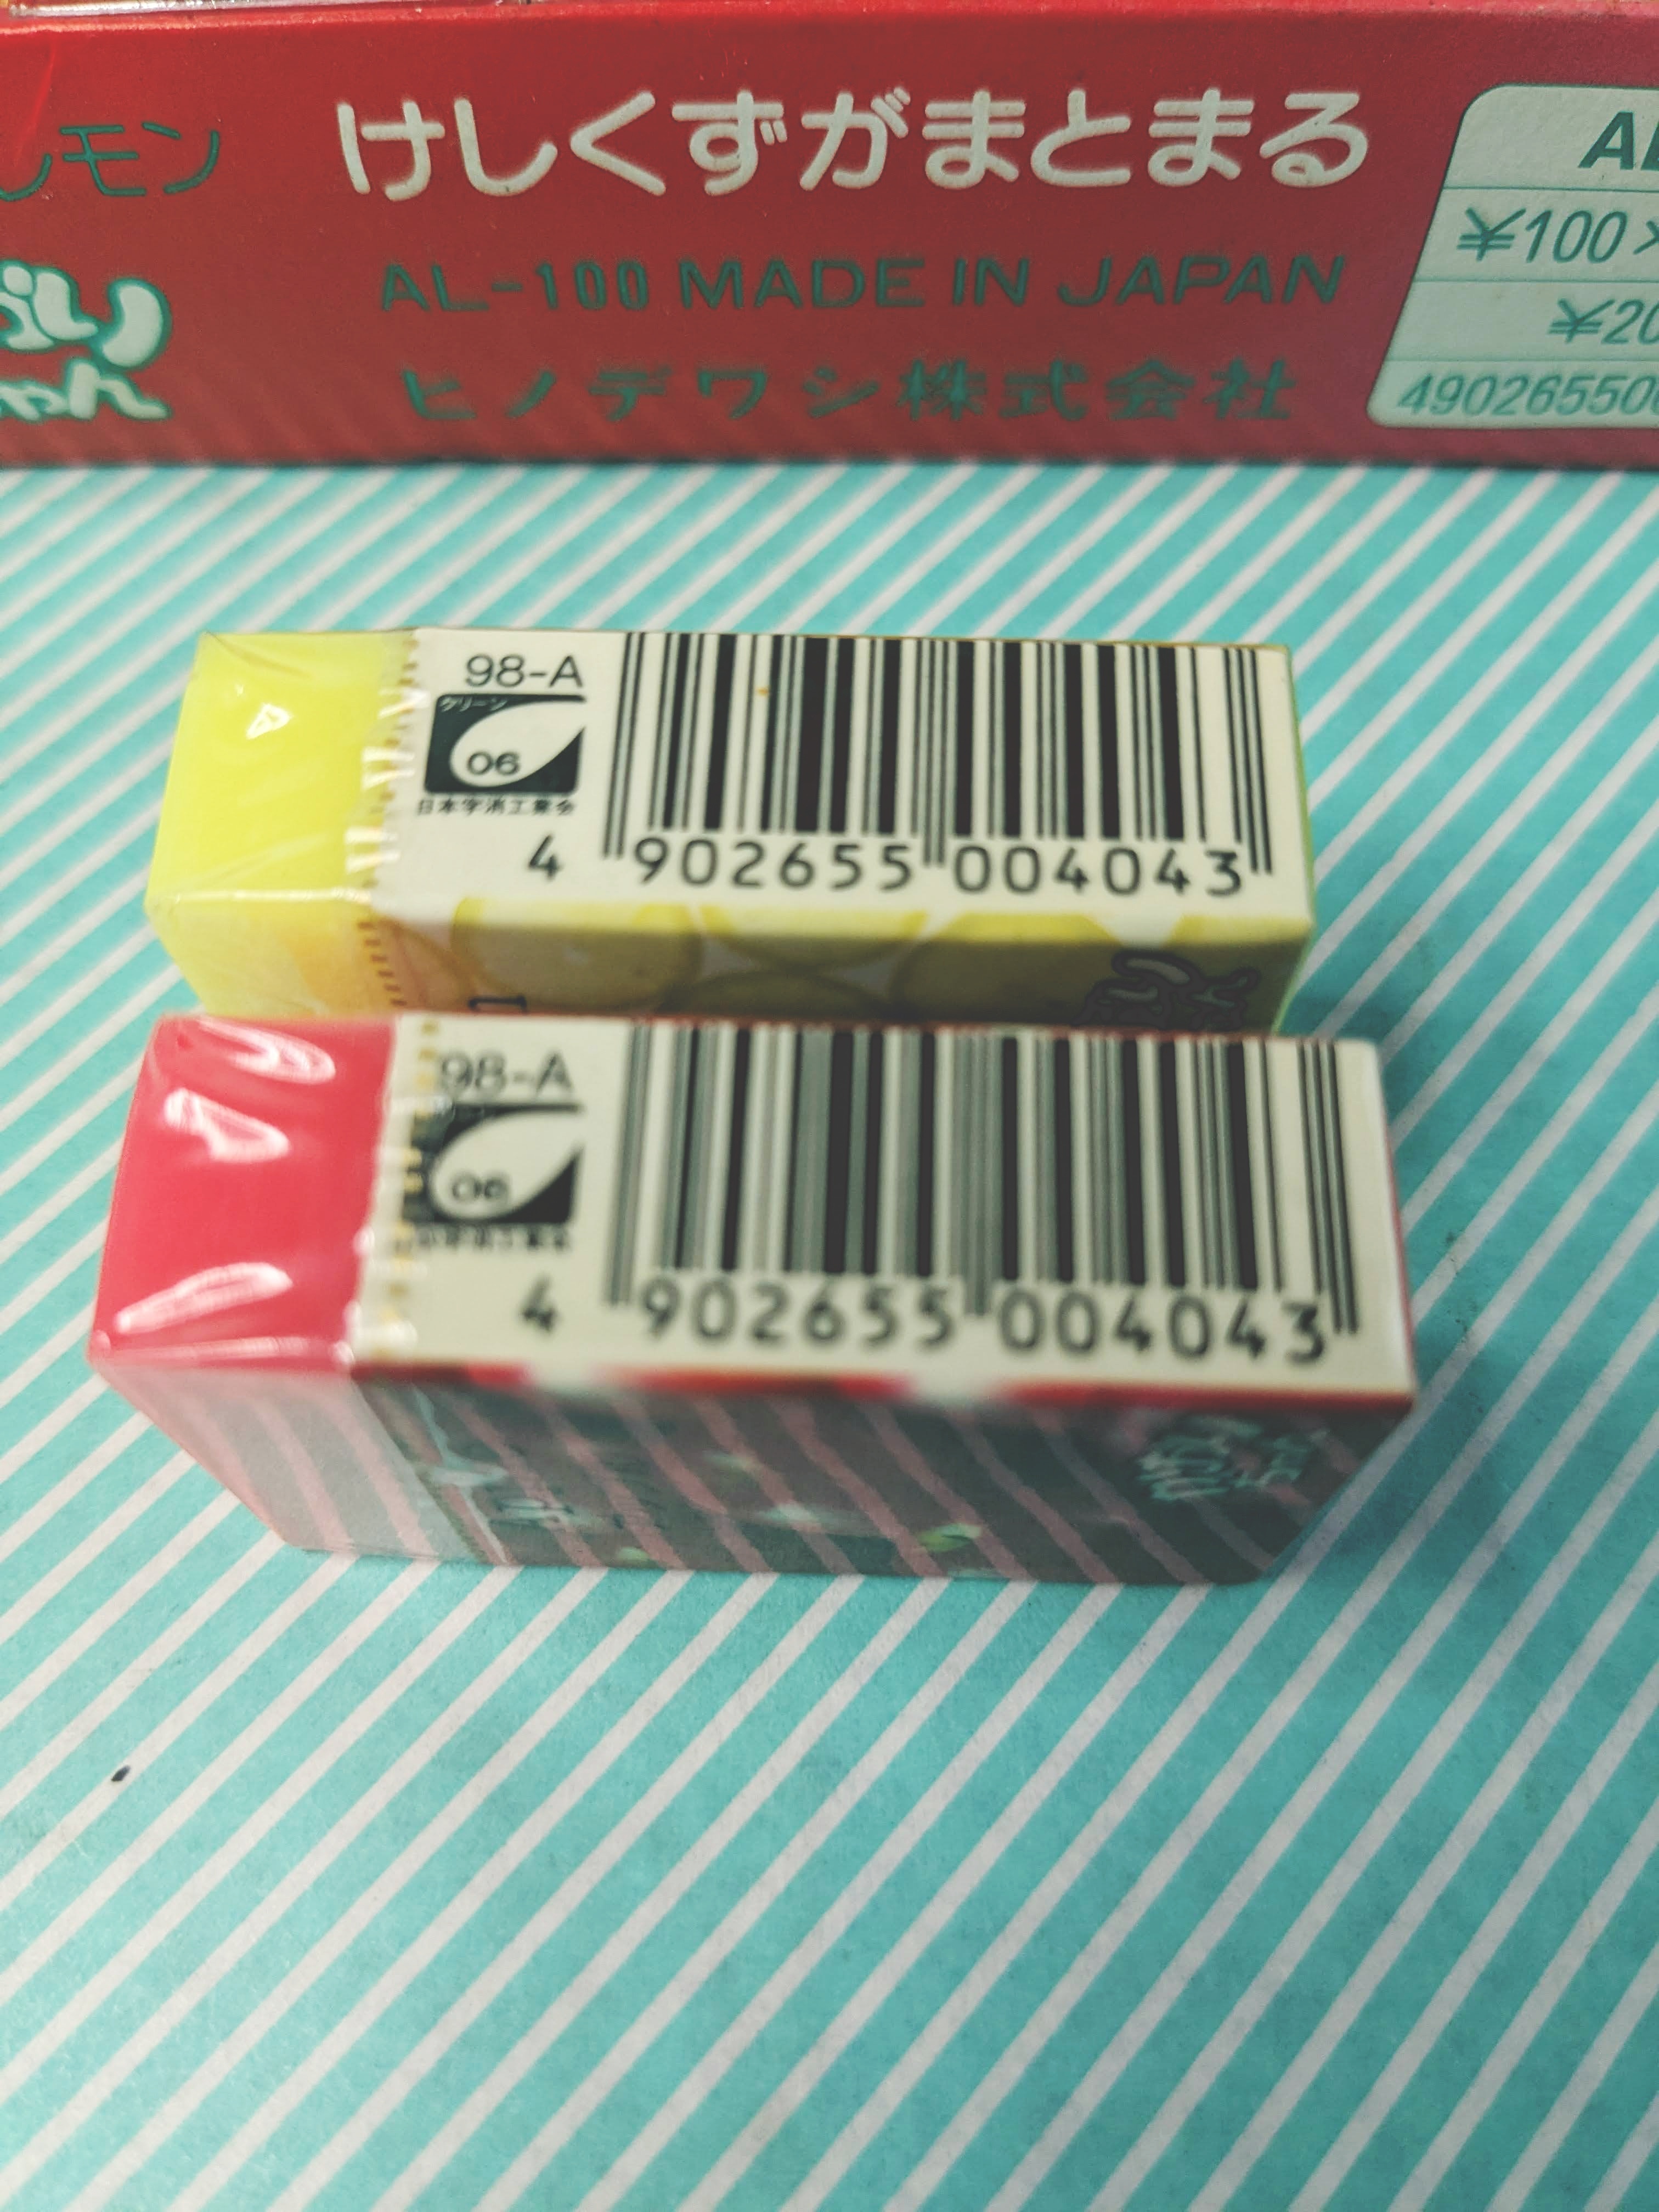 レモン
けしくずがまとまる
AL-100 MADE IN JAPAN
ヒノデワシ株式会社
¥100×
98-A
クリーン
06
日本字消工業会
4 902655 004043
98-A
06
4 902655 004043